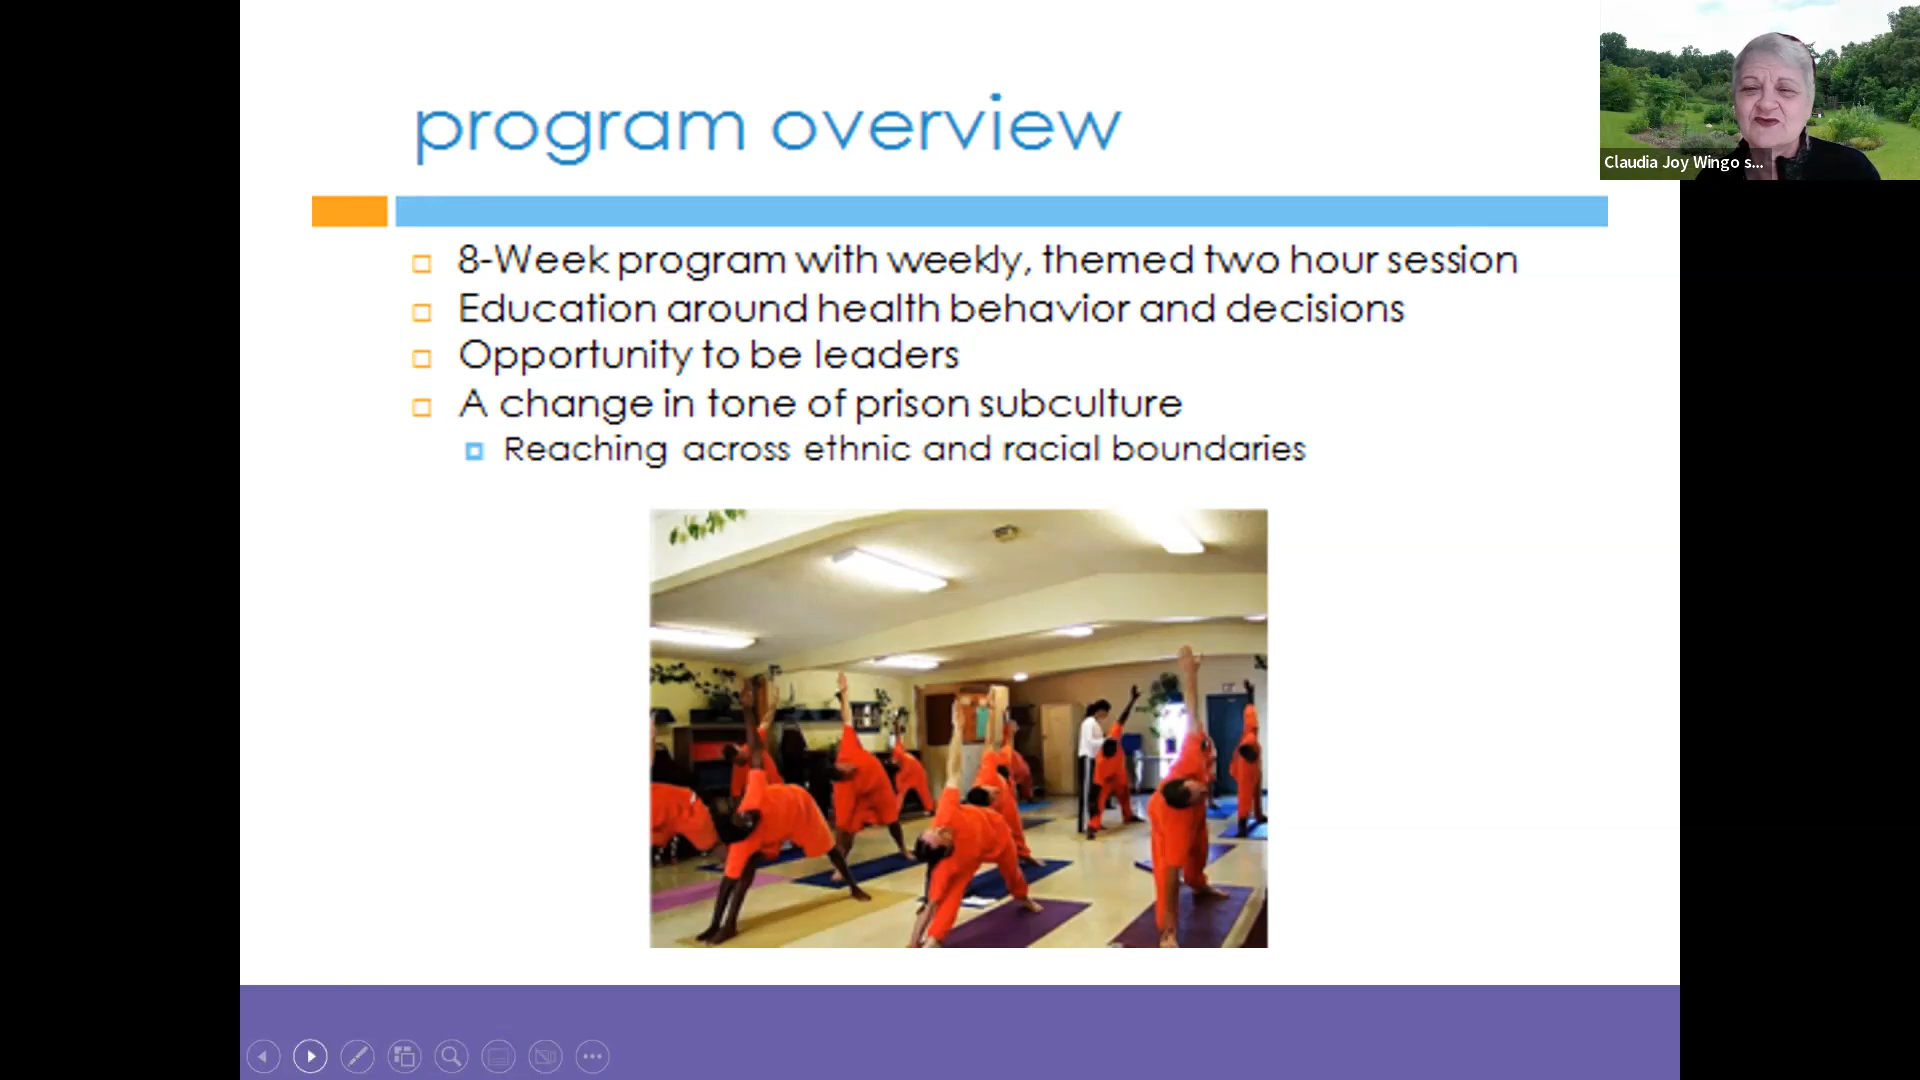 program overview
8-Week program with weekly, themed two hour session
Education around health behavior and decisions
Opportunity to be leaders
A change in tone of prison subculture
Reaching across ethnic and racial boundaries
Claudia Joy Wingo s...